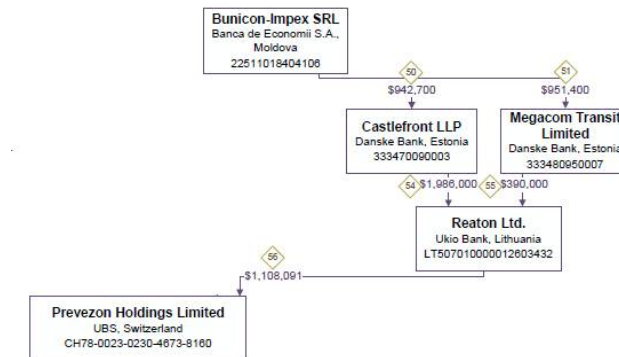 Bunicon-Impex SRL
Banca de Economii S.A.,
Moldova
22511018404106
50
51
$942,700
$951,400
Castlefront LLP
Danske Bank, Estonia
333470090003
Megacom Transit
Limited
Danske Bank, Estonia
333480950007
54
$1,986,000
55
$390,000
Reaton Ltd.
Ukio Bank, Lithuania
LT507010000012603432
56
$1,108,091
Prevezon Holdings Limited
UBS, Switzerland
CH78-0023-0230-4673-8160